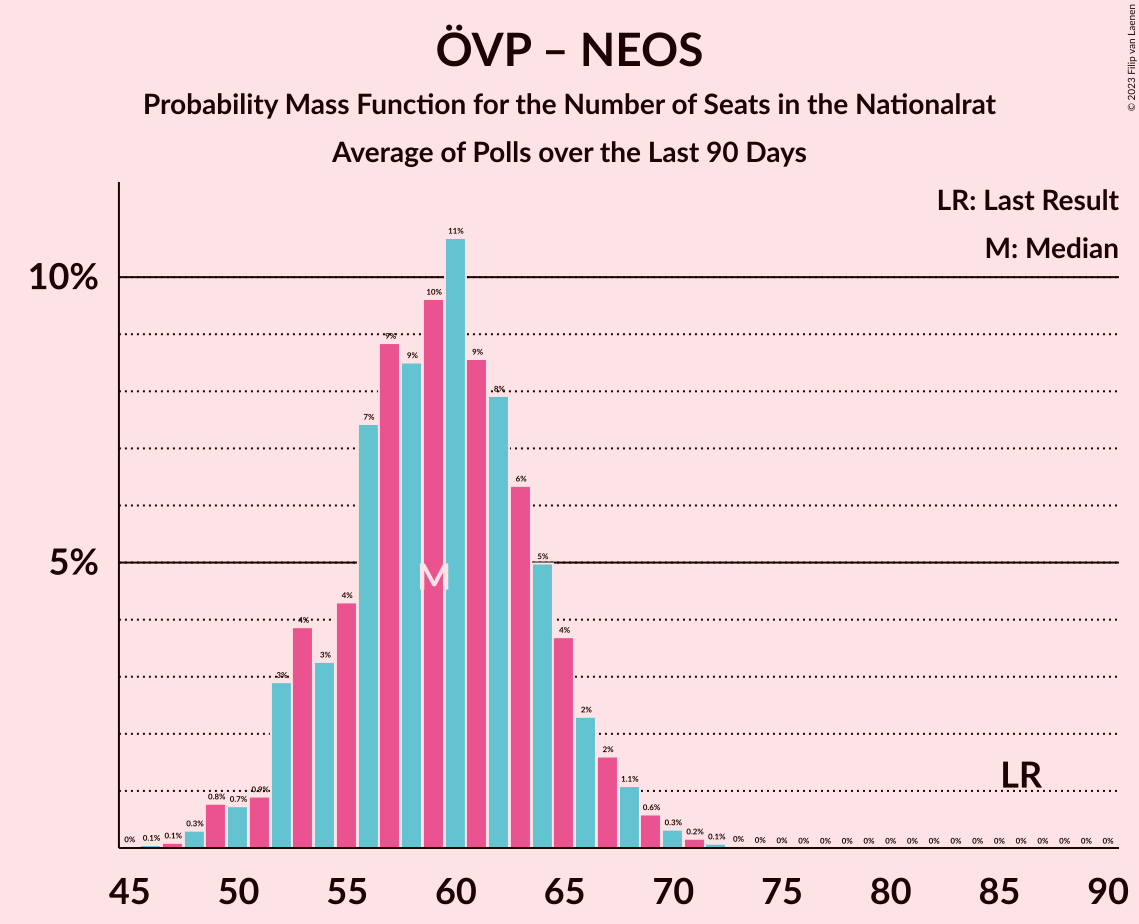 ÖVP – NEOS
Probability Mass Function for the Number of Seats in the Nationalrat
Average of Polls over the Last 90 Days
© 2023 Filip van Laenen
LR: Last Result
M: Median
10%
5%
0% 0.1% 0.1% 0.3% 0.8% 0.7% 0.9% 3% 4% 3% 4% 7% 9% 9% 10% 11% 9% 8% 6% 5% 4% 2% 2% 1.1% 0.6% 0.3% 0.2% 0.1% 0% 0% 0% 0% 0% 0% 0% 0% 0% 0% 0% 0% 0% 0% 0% 0% 0% 0%
M
LR
45 50 55 60 65 70 75 80 85 90